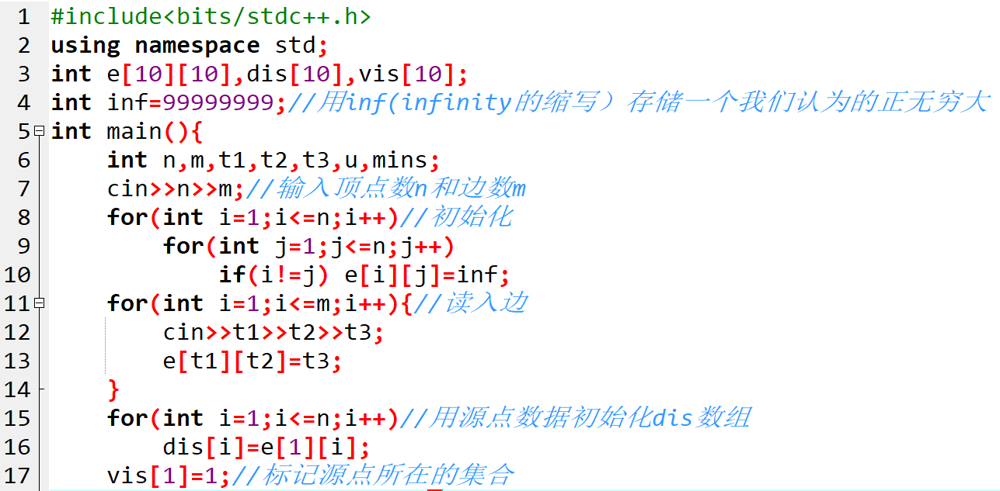 1 #include<bits/stdc++.h>
2 using namespace std;
3 int e[10][10],dis[10],vis[10];
4 int inf=99999999;//用inf(infinity的缩写）存储一个我们认为的正无穷大
5 int main(){
6 int n,m,t1,t2,t3,u,mins;
7 cin>>n>>m;//输入顶点数n和边数m
8 for(int i=1;i<=n;i++)//初始化
9 for(int j=1;j<=n;j++)
10 if(i!=j) e[i][j]=inf;
11 for(int i=1;i<=m;i++){//读入边
12 cin>>t1>>t2>>t3;
13 e[t1][t2]=t3;
14 }
15 for(int i=1;i<=n;i++)//用源点数据初始化dis数组
16 dis[i]=e[1][i];
17 vis[1]=1;//标记源点所在的集合